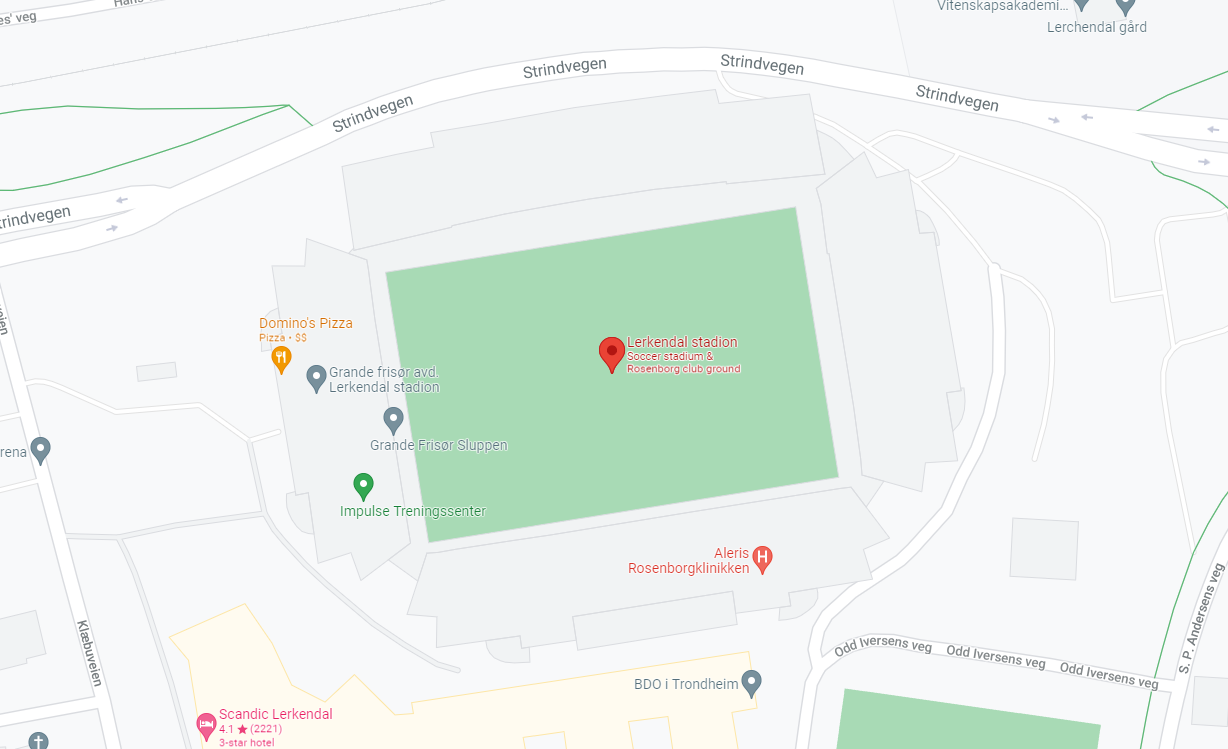 es' veg
Vitenskapsakademi...
Lerchendal gård
Strindvegen
Strindvegen
Strindvegen
Strindvegen
trindvegen
Domino's Pizza
Pizza • $$
Lerkendal stadion
Soccer stadium &
Rosenborg club ground
Grande frisør avd.
Lerkendal stadion
Grande Frisør Sluppen
rena
Impulse Treningssenter
Aleris
Rosenborgklinikken
Klæbuveien
Odd Iversens veg
Odd Iversens veg
Odd Iversens veg
S. P. Andersens veg
BDO i Trondheim
Scandic Lerkendal
4.1 ★ (2221)
3-star hotel